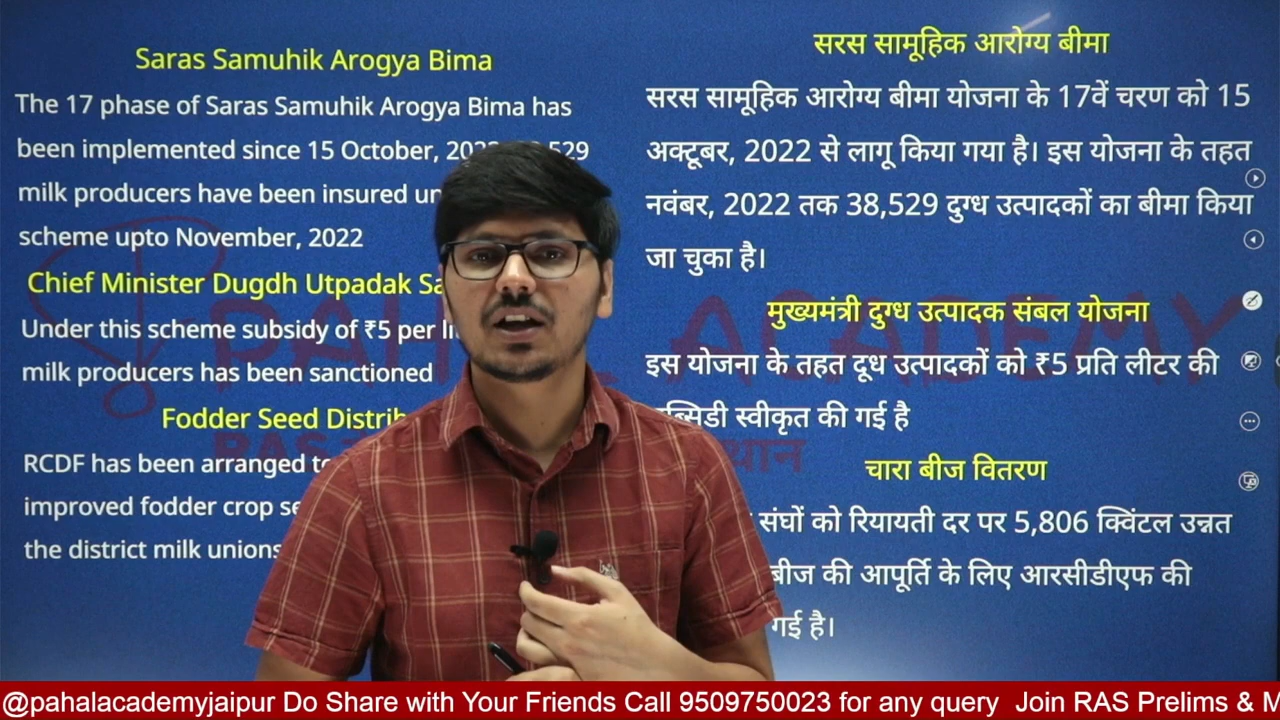 Saras Samuhik Arogya Bima
The 17 phase of Saras Samuhik Arogya Bima has
been implemented since 15 October, 529
milk producers have been insured
scheme upto November, 2022
Chief Minister Dugdh Utpadak
Under this scheme subsidy of ₹5 per
milk producers has been sanctioned
Fodder Seed
RCDF has been arranged
improved fodder crop
the district milk unions
सरस सामूहिक आरोग्य बीमा
सरस सामूहिक आरोग्य बीमा योजना के 17वें चरण को 15
अक्टूबर, 2022 से लागू किया गया है। इस योजना के तहत
नवंबर, 2022 तक 38,529 दुग्ध उत्पादकों का बीमा किया
जा चुका है।
मुख्यमंत्री दुग्ध उत्पादक संबल योजना
इस योजना के तहत दूध उत्पादकों को ₹5 प्रति लीटर की
स्वीकृत की गई है
चारा बीज वितरण
संघों को रियायती दर पर 5,806 क्विंटल उन्नत
बीज की आपूर्ति के लिए आरसीडीएफ की
गई है।
ACADEMY
RAS
@pahalacademyjaipur Do Share with Your Friends Call 9509750023 for any query Join RAS Prelims & M